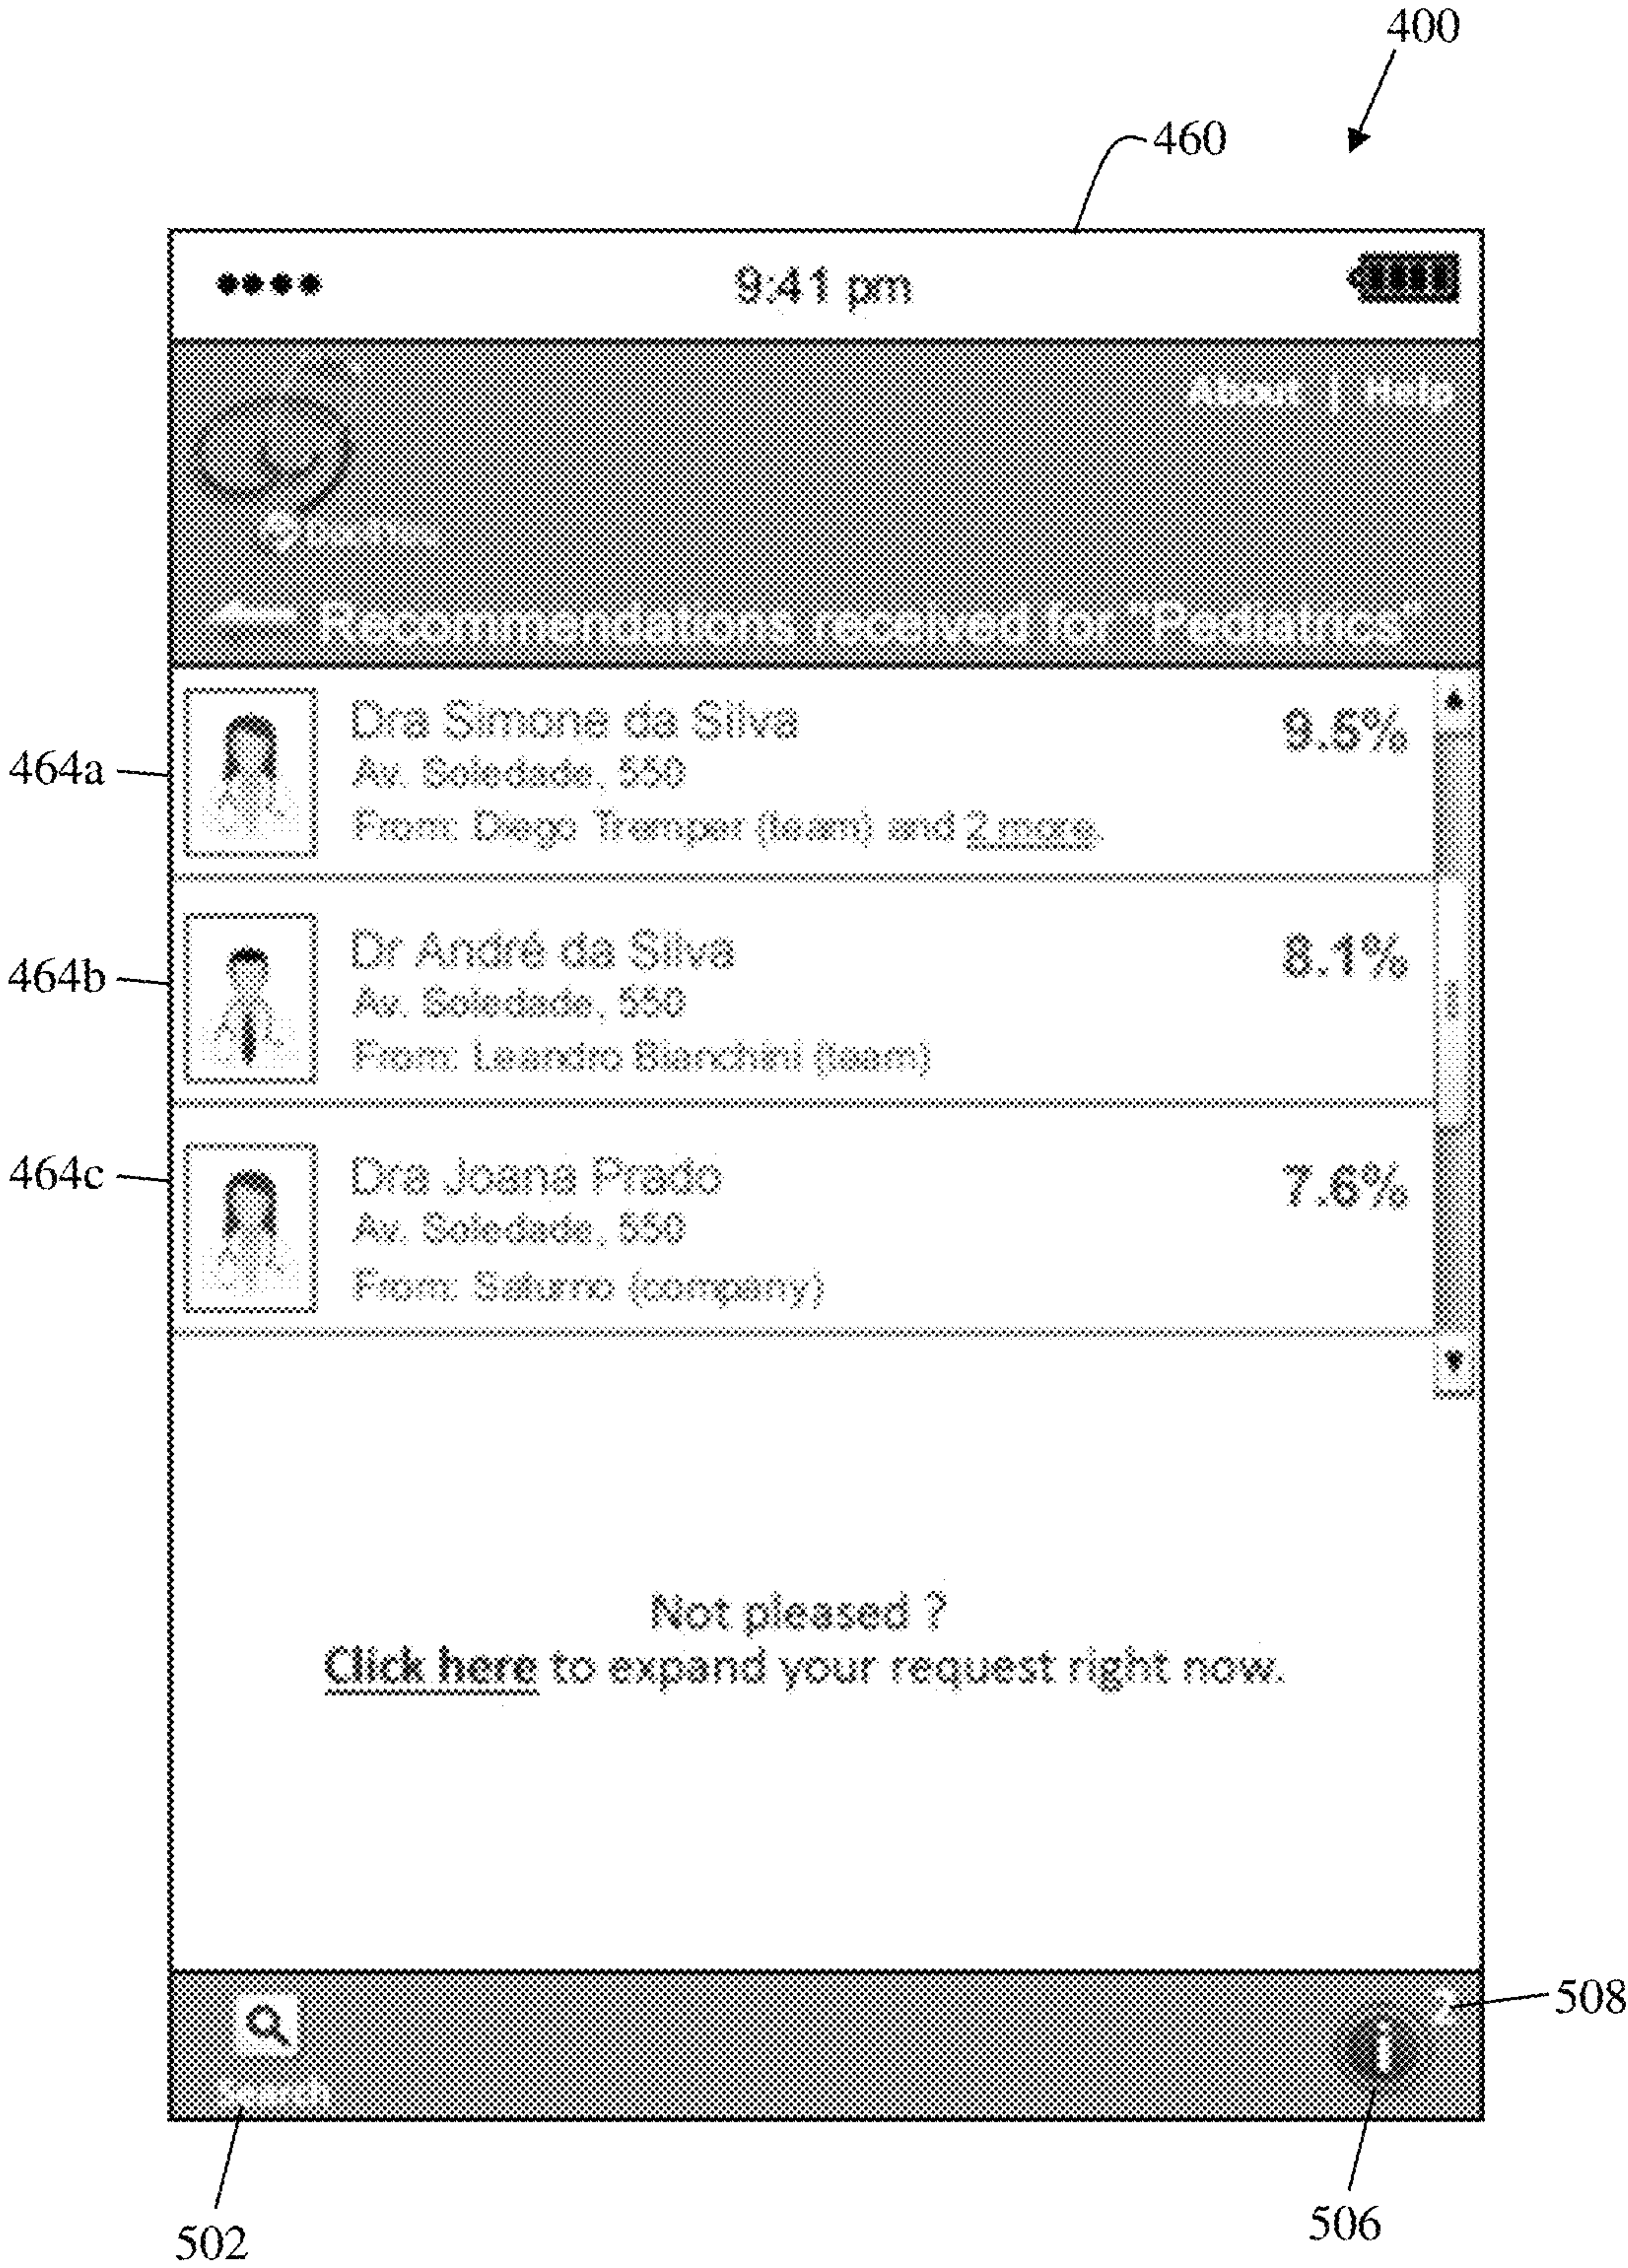 400
460
9:41 pm
About | Help
Recommendations received for "Pediatrics"
464a
Dra Simone da Silva
9.5%
Av. Soledade, 550
From: Diego Tremper (team) and 2 more.
464b
Dr André da Silva
8.1%
Av. Soledade, 550
From: Leandro Bianchini (team)
464c
Dra Joana Prado
7.6%
Av. Soledade, 550
From: Saturno (company)
Not pleased ?
Click here to expand your request right now.
2
508
i
Search
502
506